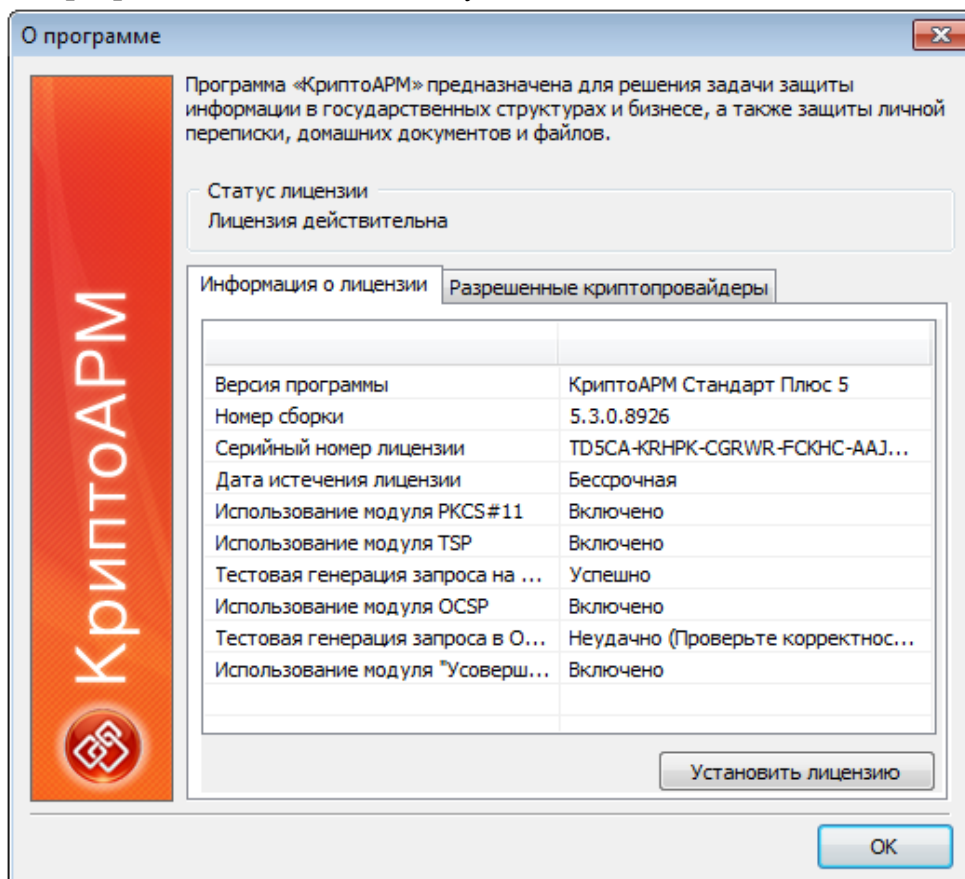 О программе
Программа «КриптоАРМ» предназначена для решения задачи защиты
информации в государственных структурах и бизнесе, а также защиты личной
переписки, домашних документов и файлов.
Статус лицензии
Лицензия действительна
Информация о лицензии Разрешенные криптопровайдеры
Версия программы КриптоАРМ Стандарт Плюс 5
Номер сборки 5.3.0.8926
Серийный номер лицензии TD5CA-KRHPK-CGRWR-FCKHC-AAJ...
Дата истечения лицензии Бессрочная
Использование модуля PKCS#11 Включено
Использование модуля TSP Включено
Тестовая генерация запроса на ... Успешно
Использование модуля OCSP Включено
Тестовая генерация запроса в О... Неудачно (Проверьте корректнос...
Использование модуля "Усоверш... Включено
КриптоАРМ
Установить лицензию
ОК